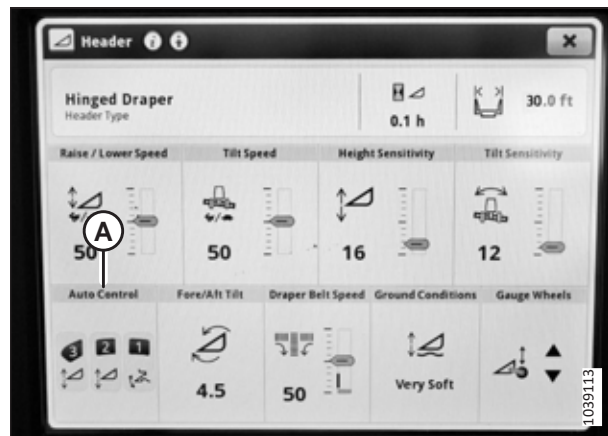 Header
Hinged Draper
Header Type
0.1 h
30.0 ft
Raise / Lower Speed
Tilt Speed
Height Sensitivity
Tilt Sensitivity
50
50
16
12
A
Auto Control
Fore/Aft Tilt
Draper Belt Speed
Ground Conditions
Gauge Wheels
3 2 1
4.5
50
Very Soft
1039113